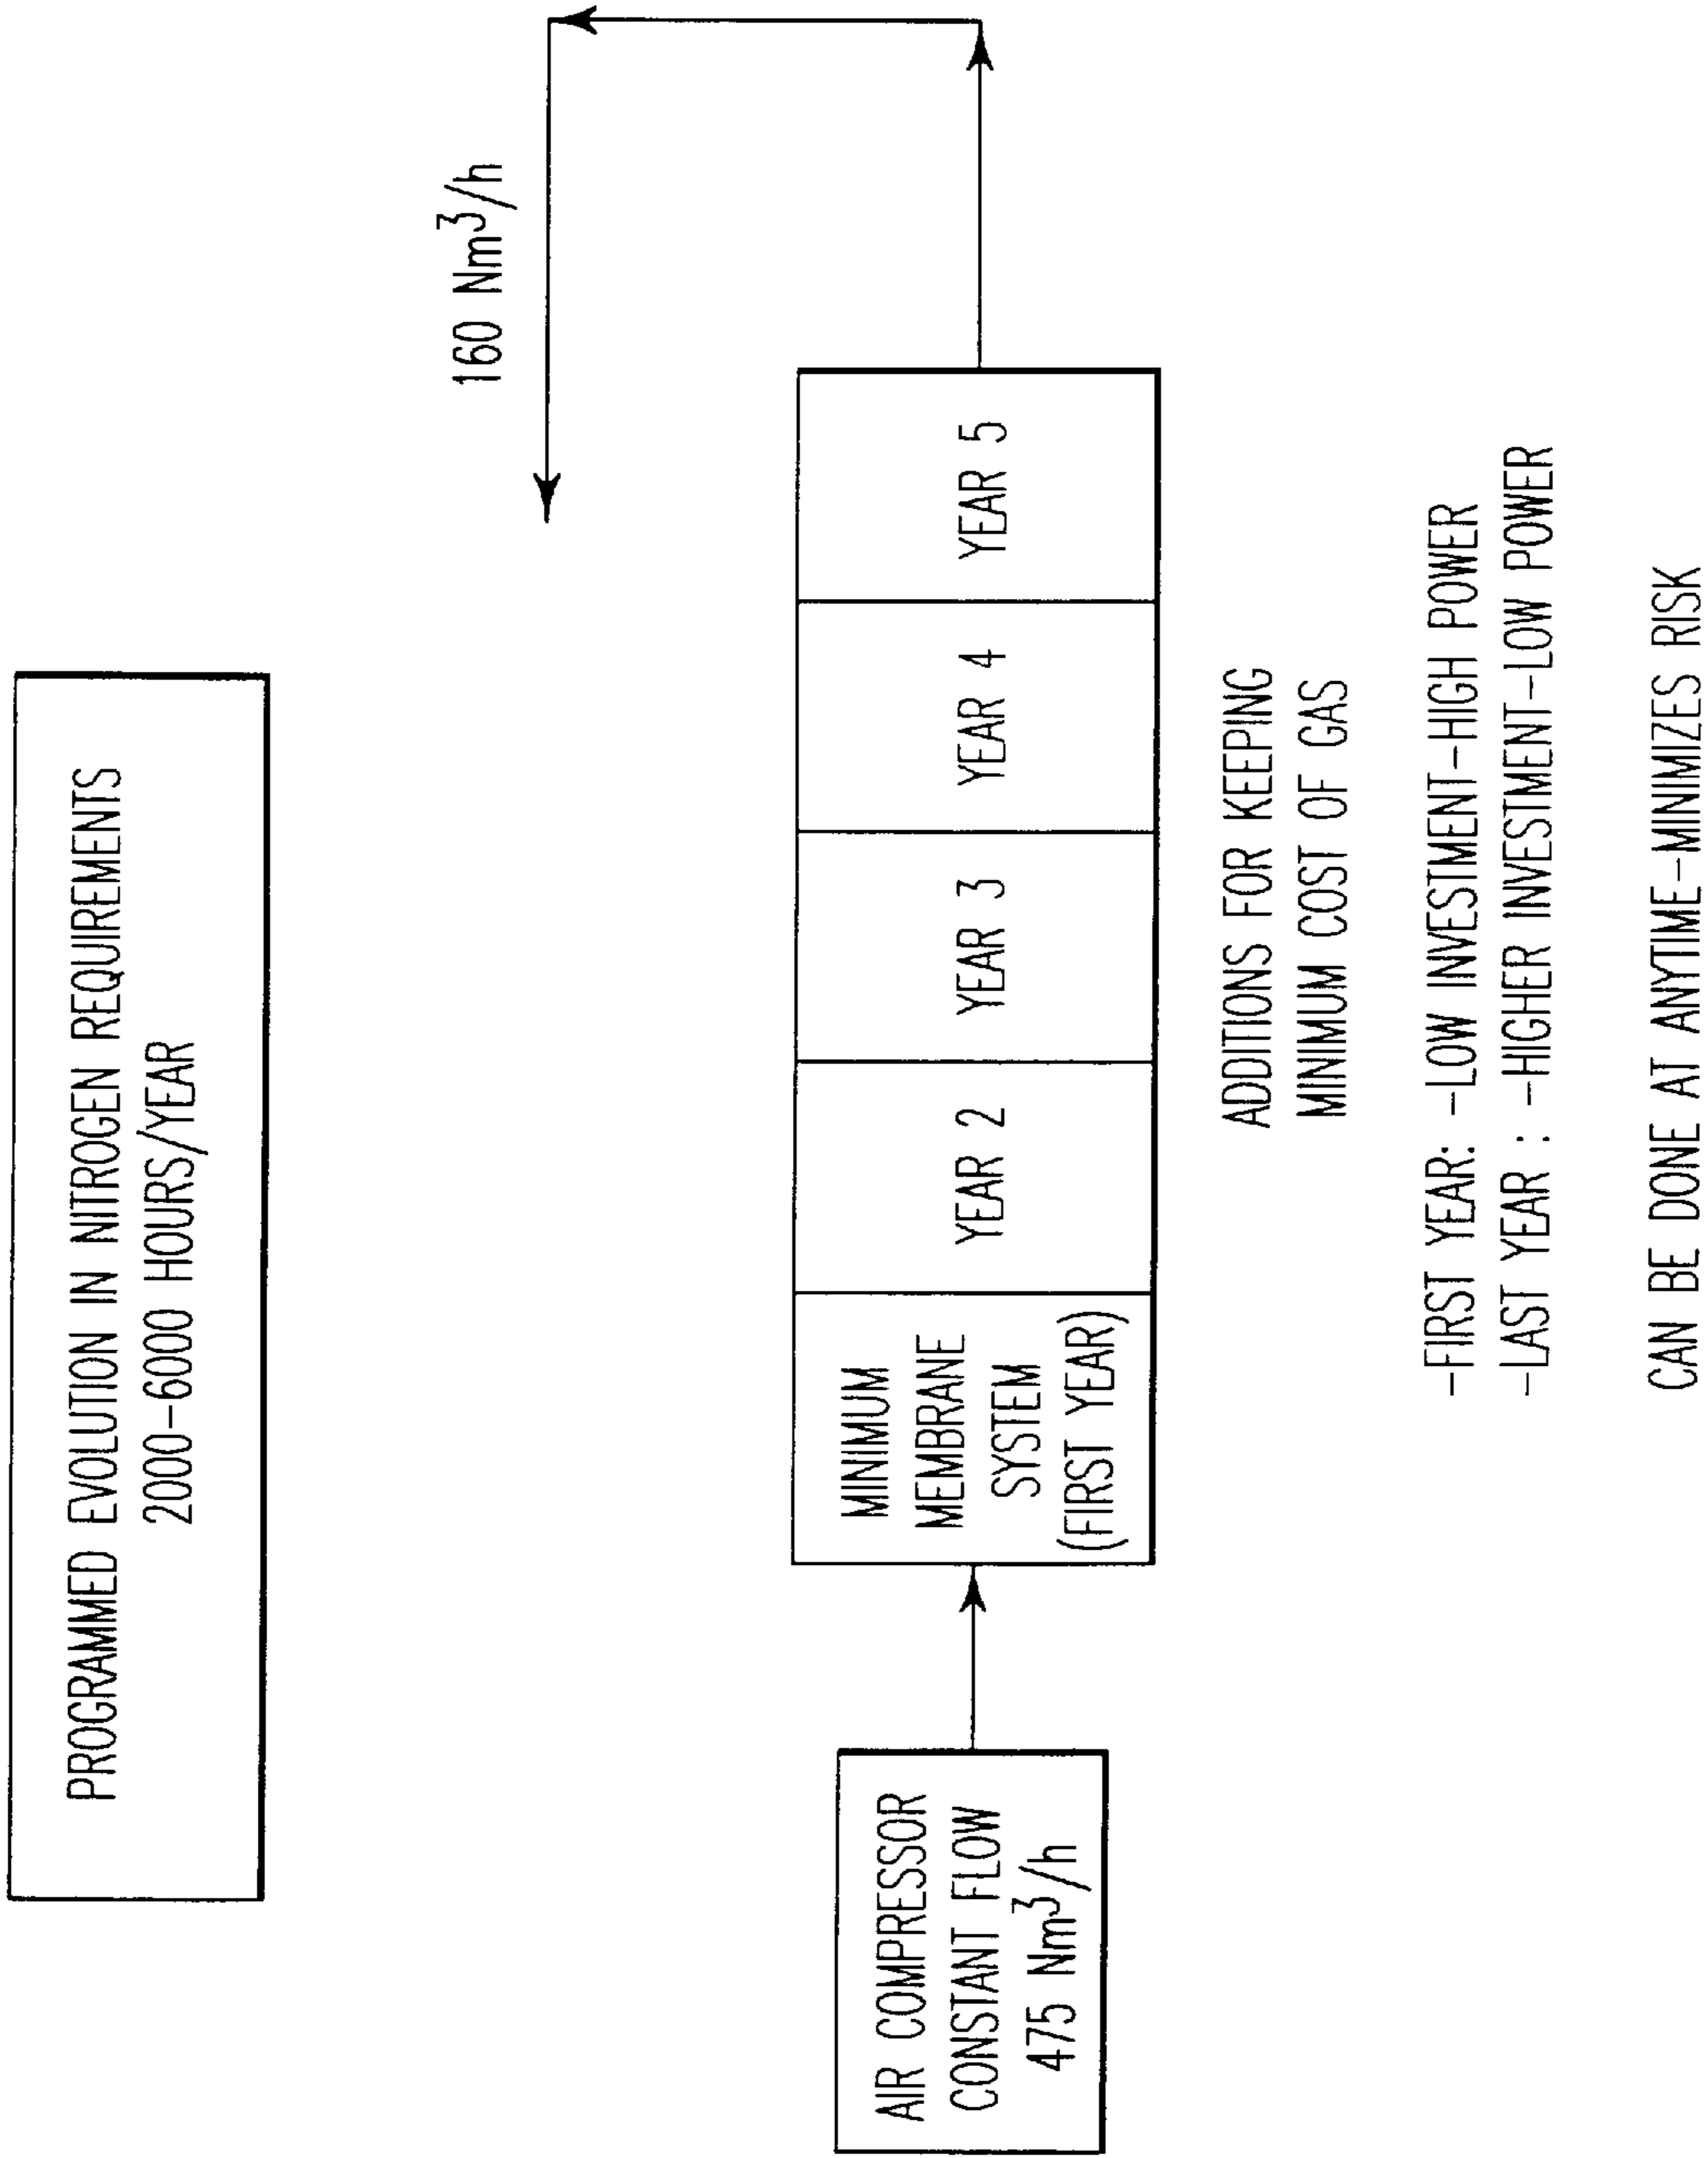 PROGRAMMED EVOLUTION IN NITROGEN REQUIREMENTS
2000-6000 HOURS/YEAR
160 Nm³/h
AIR COMPRESSOR
CONSTANT FLOW
475 Nm³/h
MINIMUM
MEMBRANE
SYSTEM
(FIRST YEAR)
YEAR 2
YEAR 3
YEAR 4
YEAR 5
ADDITIONS FOR KEEPING
MINIMUM COST OF GAS
-FIRST YEAR: -LOW INVESTMENT-HIGH POWER
-LAST YEAR : -HIGHER INVESTMENT-LOW POWER
CAN BE DONE AT ANYTIME-MINIMIZES RISK